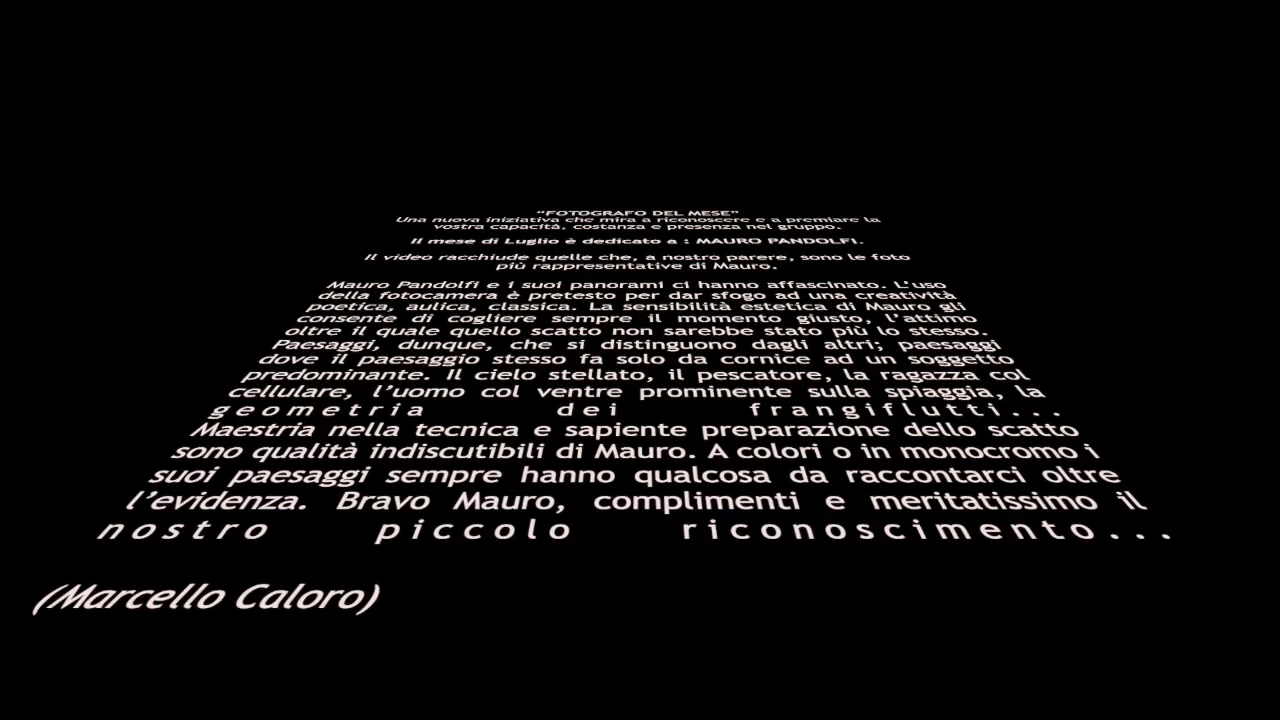 “FOTOGRAFO DEL MESE”
Una nuova iniziativa che mira a riconoscere e a premiare la
vostra capacità, costanza e presenza nel gruppo.
Il mese di Luglio è dedicato a : MAURO PANDOLFI.
Il video racchiude quelle che, a nostro parere, sono le foto
più rappresentative di Mauro.
Mauro Pandolfi e i suoi panorami ci hanno affascinato. L’uso
della fotocamera è pretesto per dar sfogo ad una creatività
poetica, aulica, classica. La sensibilità estetica di Mauro gli
consente di cogliere sempre il momento giusto, l’attimo
oltre il quale quello scatto non sarebbe stato più lo stesso.
Paesaggi, dunque, che si distinguono dagli altri; paesaggi
dove il paesaggio stesso fa solo da cornice ad un soggetto
predominante. Il cielo stellato, il pescatore, la ragazza col
cellulare, l’uomo col ventre prominente sulla spiaggia, la
geometria dei frangiflutti...
Maestria nella tecnica e sapiente preparazione dello scatto
sono qualità indiscutibili di Mauro. A colori o in monocromo i
suoi paesaggi sempre hanno qualcosa da raccontarci oltre
l’evidenza. Bravo Mauro, complimenti e meritatissimo il
nostro piccolo riconoscimento...
(Marcello Caloro)